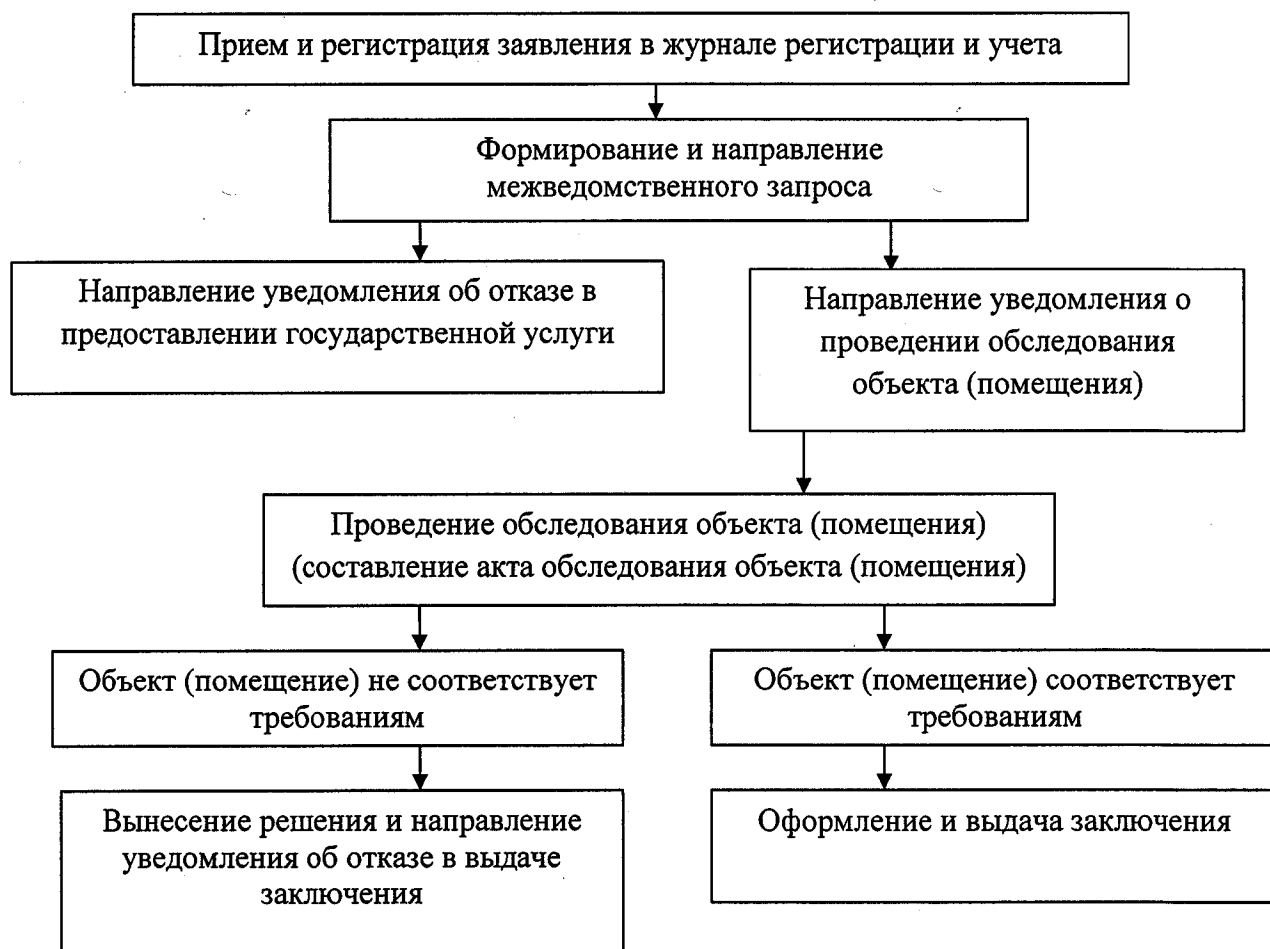 Прием и регистрация заявления в журнале регистрации и учета
Формирование и направление
межведомственного запроса
Направление уведомления об отказе в
предоставлении государственной услуги
Направление уведомления о
проведении обследования
объекта (помещения)
Проведение обследования объекта (помещения)
(составление акта обследования объекта (помещения)
Объект (помещение) не соответствует
требованиям
Объект (помещение) соответствует
требованиям
Вынесение решения и направление
уведомления об отказе в выдаче
заключения
Оформление и выдача заключения